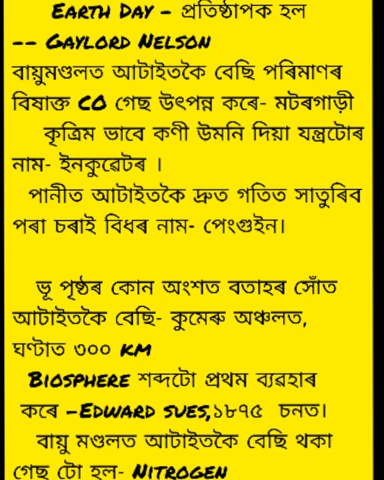 Earth Day - প্ৰতিষ্ঠাপক হল
-- Gaylord Nelson
বায়ুমণ্ডলত আটাইতকৈ বেছি পৰিমাণৰ
বিষাক্ত CO গেছ উৎপন্ন কৰে- মটৰগাড়ী
কৃত্ৰিম ভাবে কণী উমনি দিয়া যন্ত্ৰটোৰ
নাম- ইনকুৱেটৰ ।
পানীত আটাইতকৈ দ্ৰুত গতিত সাতুৰিব
পৰা চৰাই বিধৰ নাম- পেংগুইন।
ভূ পৃষ্ঠৰ কোন অংশত বতাহৰ সোঁত
আটাইতকৈ বেছি- কুমেৰু অঞ্চলত,
ঘণ্টাত ৩০০ KM
Biosphere শব্দটো প্ৰথম ব্যৱহাৰ
কৰে -Edward sues,১৮৭৫ চনত।
বায়ু মণ্ডলত আটাইতকৈ বেছি থকা
গেছ টো হল- Nitrogen